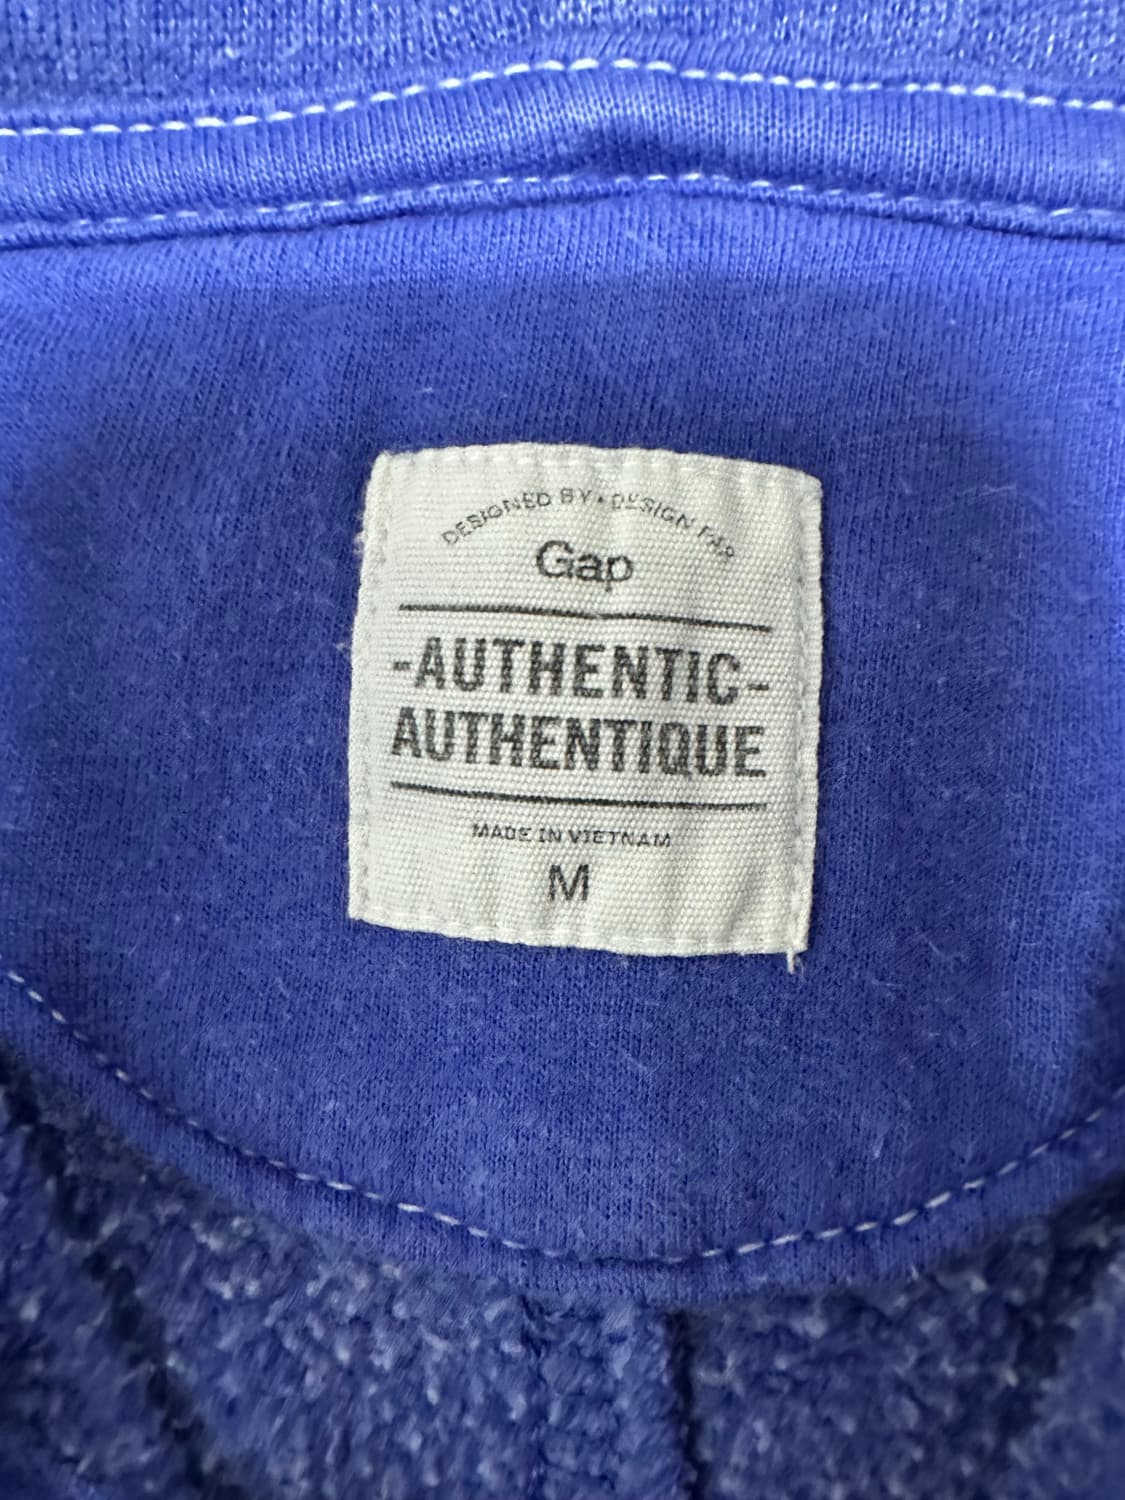 DESIGNED BY • DESIGN PAR
Gap
-AUTHENTIC-
AUTHENTIQUE
MADE IN VIETNAM
M